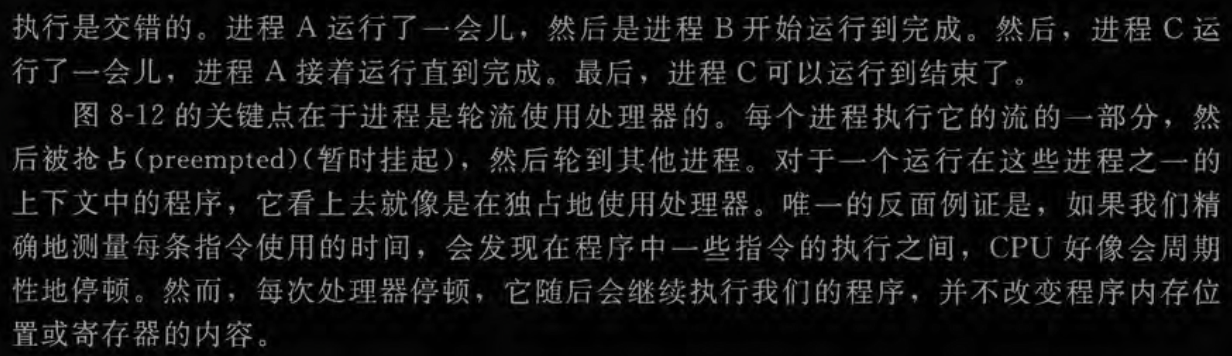 执行是交错的。进程 A 运行了一会儿，然后是进程 B 开始运行到完成。然后，进程 C 运
行了一会儿，进程 A 接着运行直到完成。最后，进程 C 可以运行到结束了。
图 8-12 的关键点在于进程是轮流使用处理器的。每个进程执行它的流的一部分，然
后被抢占(preempted)(暂时挂起)，然后轮到其他进程。对于一个运行在这些进程之一的
上下文中的程序，它看上去就像是在独占地使用处理器。唯一的反面例证是，如果我们精
确地测量每条指令使用的时间，会发现在程序中一些指令的执行之间，CPU 好像会周期
性地停顿。然而，每次处理器停顿，它随后会继续执行我们的程序，并不改变程序内存位
置或寄存器的内容。